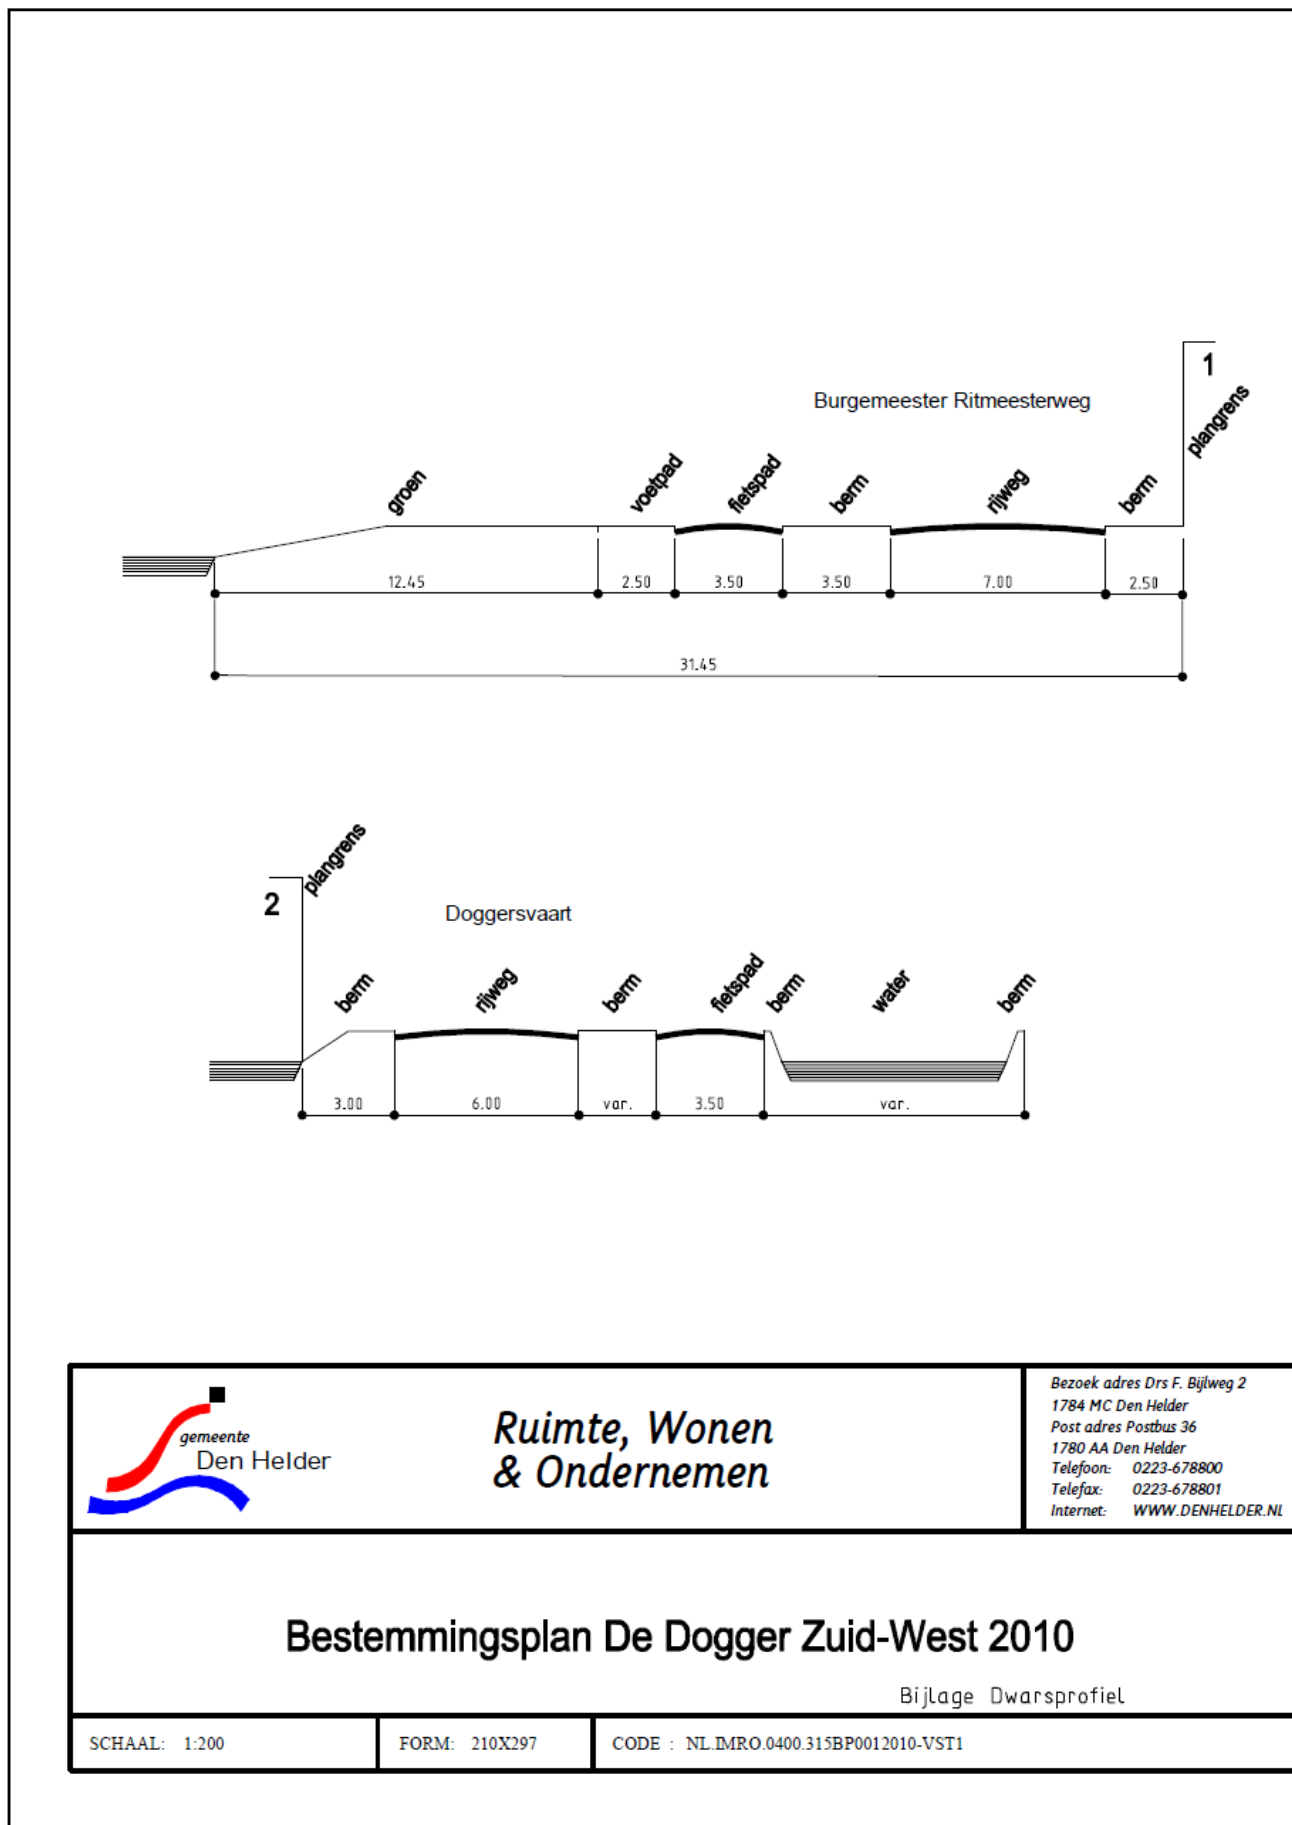 1
plangrens
Burgemeester Ritmeesterweg
groen
voetpad
fietspad
berm
rijweg
berm
12.45
2.50
3.50
3.50
7.00
2.50
31.45
2
plangrens
Doggersvaart
berm
rijweg
berm
fietspad
berm
water
berm
3.00
6.00
var.
3.50
var.
gemeente
Den Helder
Ruimte, Wonen
& Ondernemen
Bezoek adres Drs F. Bijlweg 2
1784 MC Den Helder
Post adres Postbus 36
1780 AA Den Helder
Telefoon: 0223-678800
Telefax: 0223-678801
Internet: WWW.DENHELDER.NL
Bestemmingsplan De Dogger Zuid-West 2010
Bijlage Dwarsprofiel
SCHAAL: 1:200
FORM: 210X297
CODE : NL.IMRO.0400.315BP0012010-VST1